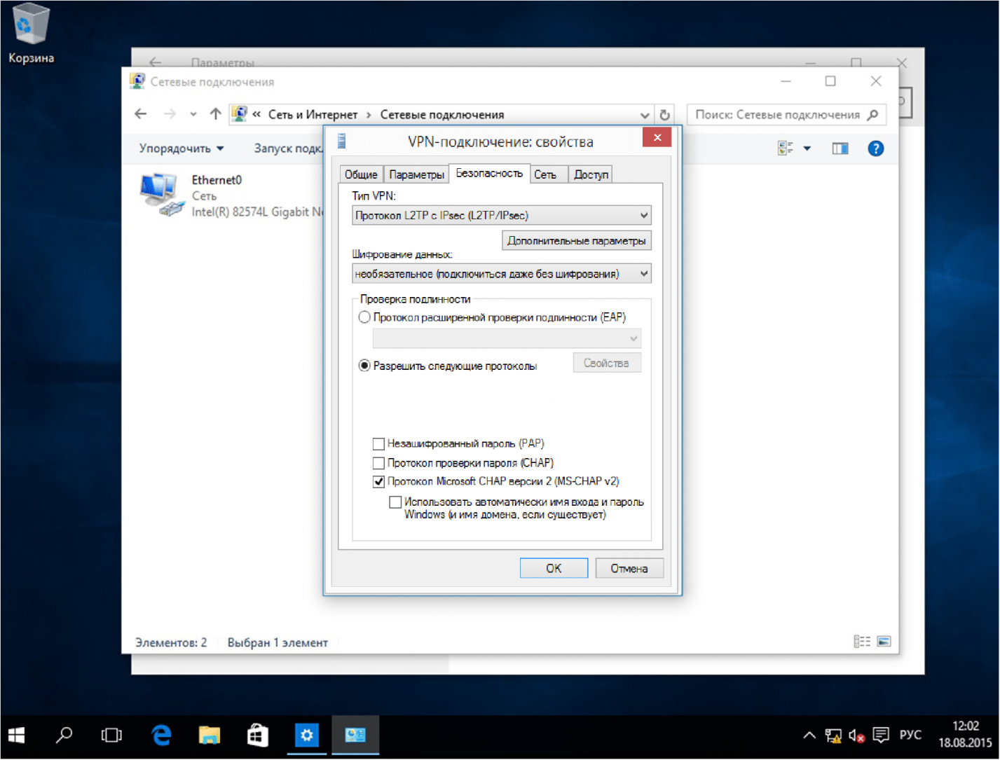 Корзина
Параметры
Сетевые подключения
« Сеть и Интернет › Сетевые подключения
Поиск: Сетевые подключения
Упорядочить
Запуск подк
Ethernet0
Сеть
Intel(R) 82574L Gigabit N
VPN-подключение: свойства
Общие
Параметры
Безопасность
Сеть
Доступ
Тип VPN:
Протокол L2TP с IPsec (L2TP/IPsec)
Дополнительные параметры
Шифрование данных:
необязательное (подключиться даже без шифрования)
Проверка подлинности
Протокол расширенной проверки подлинности (EAP)
Свойства
Разрешить следующие протоколы
Незашифрованный пароль (PAP)
Протокол проверки пароля (CHAP)
Протокол Microsoft CHAP версии 2 (MS-CHAP v2)
Использовать автоматически имя входа и пароль
Windows (и имя домена, если существует)
OK
Отмена
Элементов: 2
Выбран 1 элемент
РУС
12:02
18.08.2015